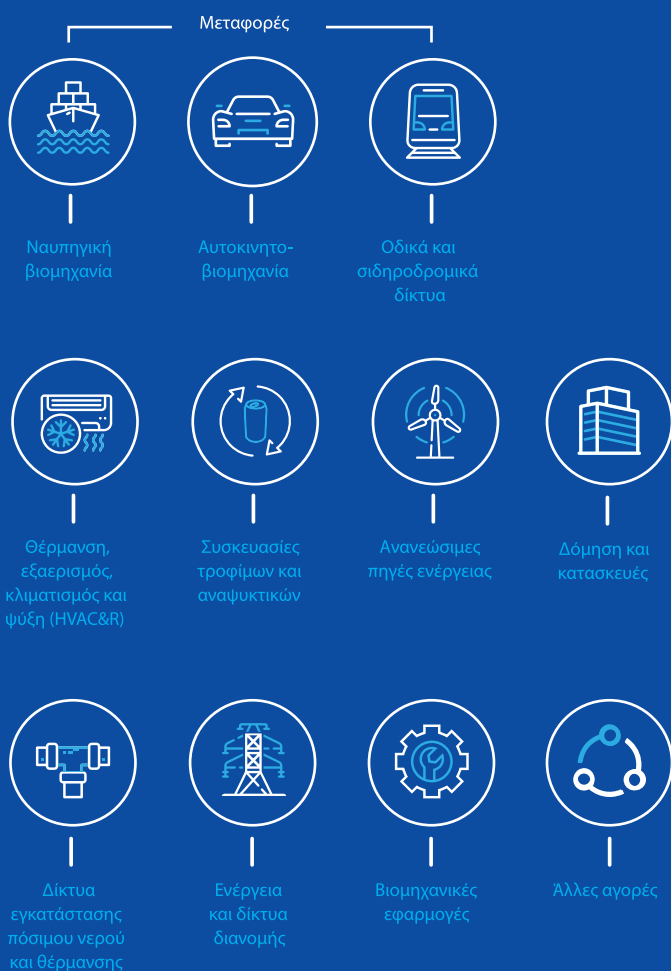 Μεταφορές
Ναυπηγική
βιομηχανία
Αυτοκινητο-
βιομηχανία
Οδικά και
σιδηροδρομικά
δίκτυα
Θέρμανση,
εξαερισμός,
κλιματισμός και
ψύξη (HVAC&R)
Συσκευασίες
τροφίμων και
αναψυκτικών
Ανανεώσιμες
πηγές ενέργειας
Δόμηση και
κατασκευές
Δίκτυα
εγκατάστασης
πόσιμου νερού
και θέρμανσης
Ενέργεια
και δίκτυα
διανομής
Βιομηχανικές
εφαρμογές
Άλλες αγορές